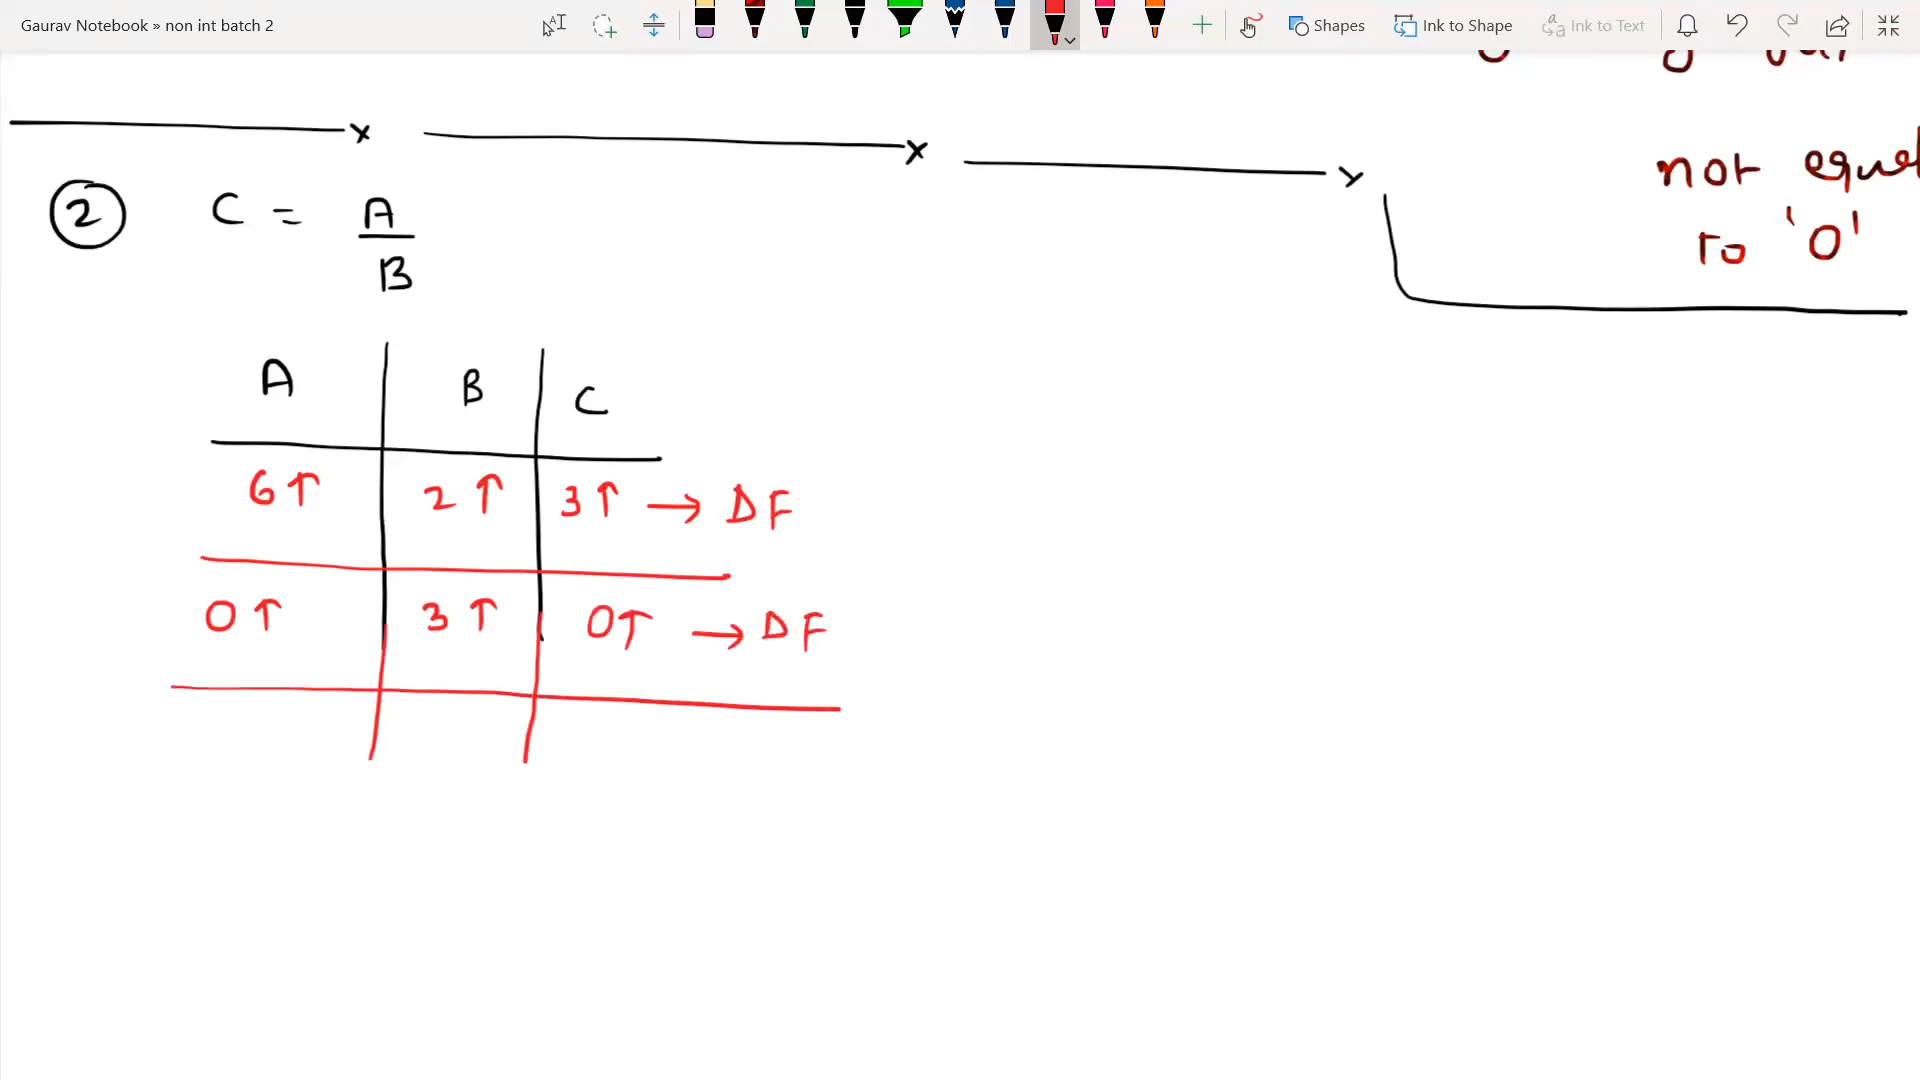 Gaurav Notebook » non int batch 2
Shapes
Ink to Shape
Ink to Text
not equal
to '0'
② C = A
B
A B C
6↑ 2↑ 3↑ → DF
0↑ 3↑ 0↑ → DF